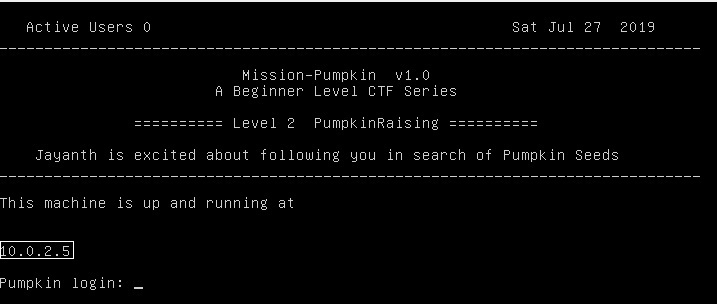 Active Users 0 Sat Jul 27 2019
Mission-Pumpkin v1.0
A Beginner Level CTF Series
========== Level 2 PumpkinRaising ==========
Jayanth is excited about following you in search of Pumpkin Seeds
This machine is up and running at
10.0.2.5
Pumpkin login: _